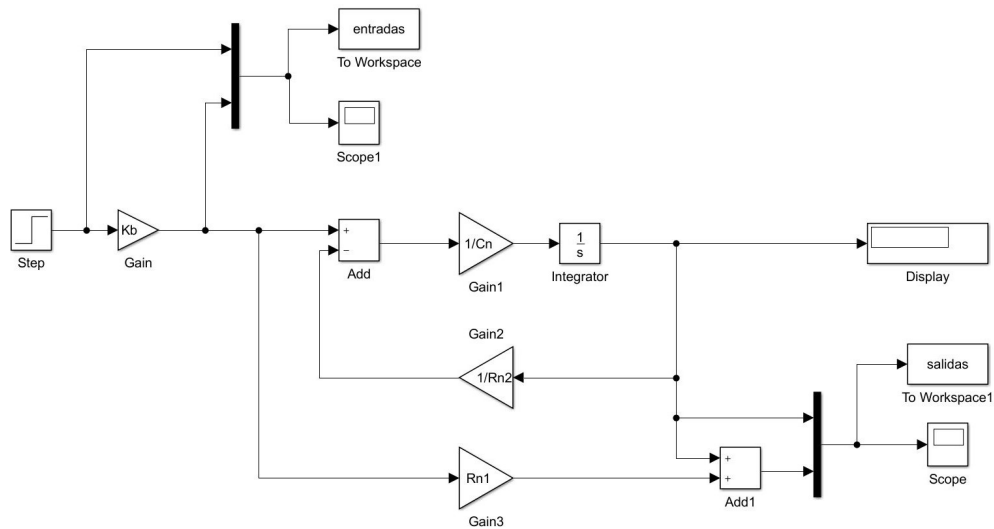 entradas
To Workspace
Scope1
Step
Kb
Gain
+
−
Add
1/Cn
Gain1
1
s
Integrator
Display
Gain2
1/Rn2
salidas
To Workspace1
Scope
Rn1
Gain3
+
+
Add1